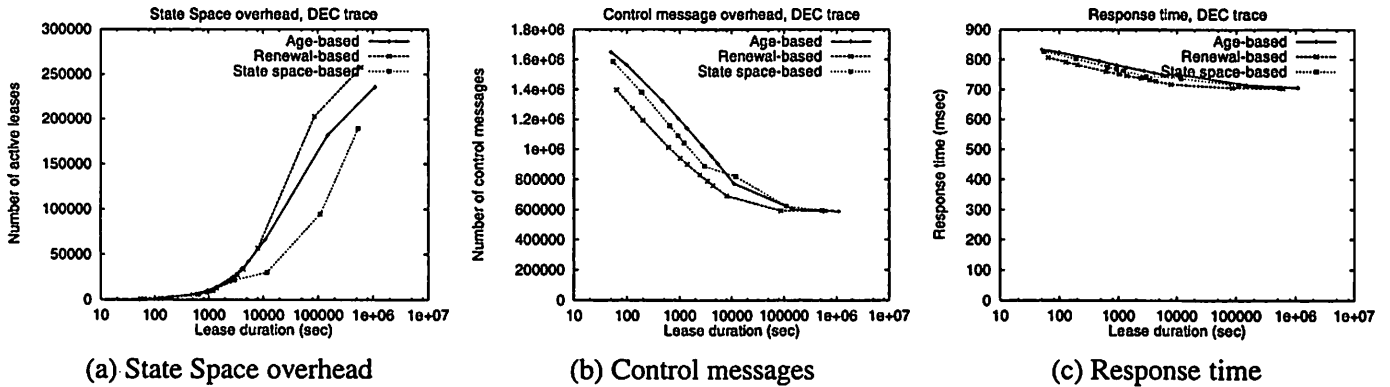 State Space overhead, DEC trace
300000
250000
200000
150000
100000
50000
0
Number of active leases
Age-based
Renewal-based
State space-based
10 100 1000 10000 100000 1e+06 1e+07
Lease duration (sec)
(a) State Space overhead
Control message overhead, DEC trace
1.8e+06
1.6e+06
1.4e+06
1.2e+06
1e+06
800000
600000
400000
200000
0
Number of control messages
Age-based
Renewal-based
State space-based
10 100 1000 10000 100000 1e+06 1e+07
Lease duration (sec)
(b) Control messages
Response time, DEC trace
900
800
700
600
500
400
300
200
100
0
Response time (msec)
Age-based
Renewal-based
State space-based
10 100 1000 10000 100000 1e+06 1e+07
Lease duration (sec)
(c) Response time